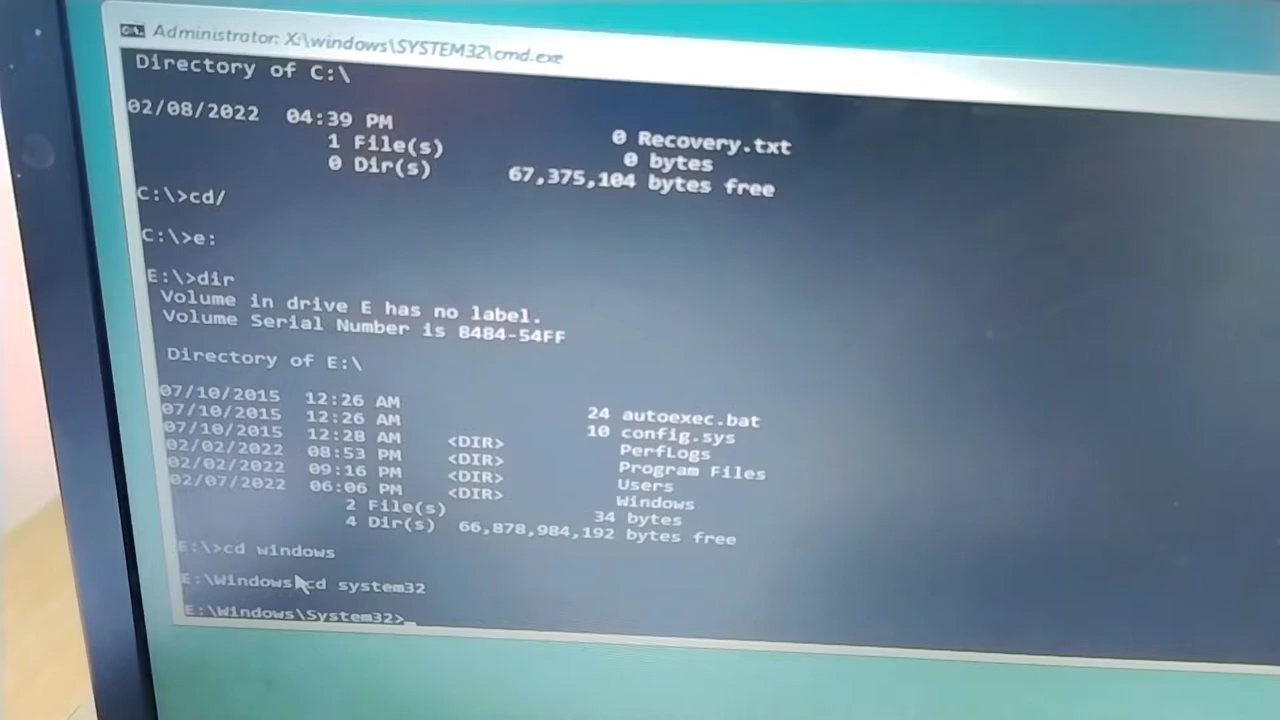 Administrator: X:\windows\SYSTEM32\cmd.exe
Directory of C:\
02/08/2022 04:39 PM 0 Recovery.txt
1 File(s) 0 bytes
0 Dir(s) 67,375,104 bytes free
C:\>cd/
C:\>e:
E:\>dir
Volume in drive E has no label.
Volume Serial Number is 8484-54FF
Directory of E:\
07/10/2015 12:26 AM 24 autoexec.bat
07/10/2015 12:26 AM 10 config.sys
07/10/2015 12:28 AM <DIR> PerfLogs
02/02/2022 08:53 PM <DIR> Program Files
02/02/2022 09:16 PM <DIR> Users
02/07/2022 06:06 PM <DIR> Windows
2 File(s) 34 bytes
4 Dir(s) 66,878,984,192 bytes free
E:\>cd windows
E:\Windows>cd system32
E:\Windows\System32>